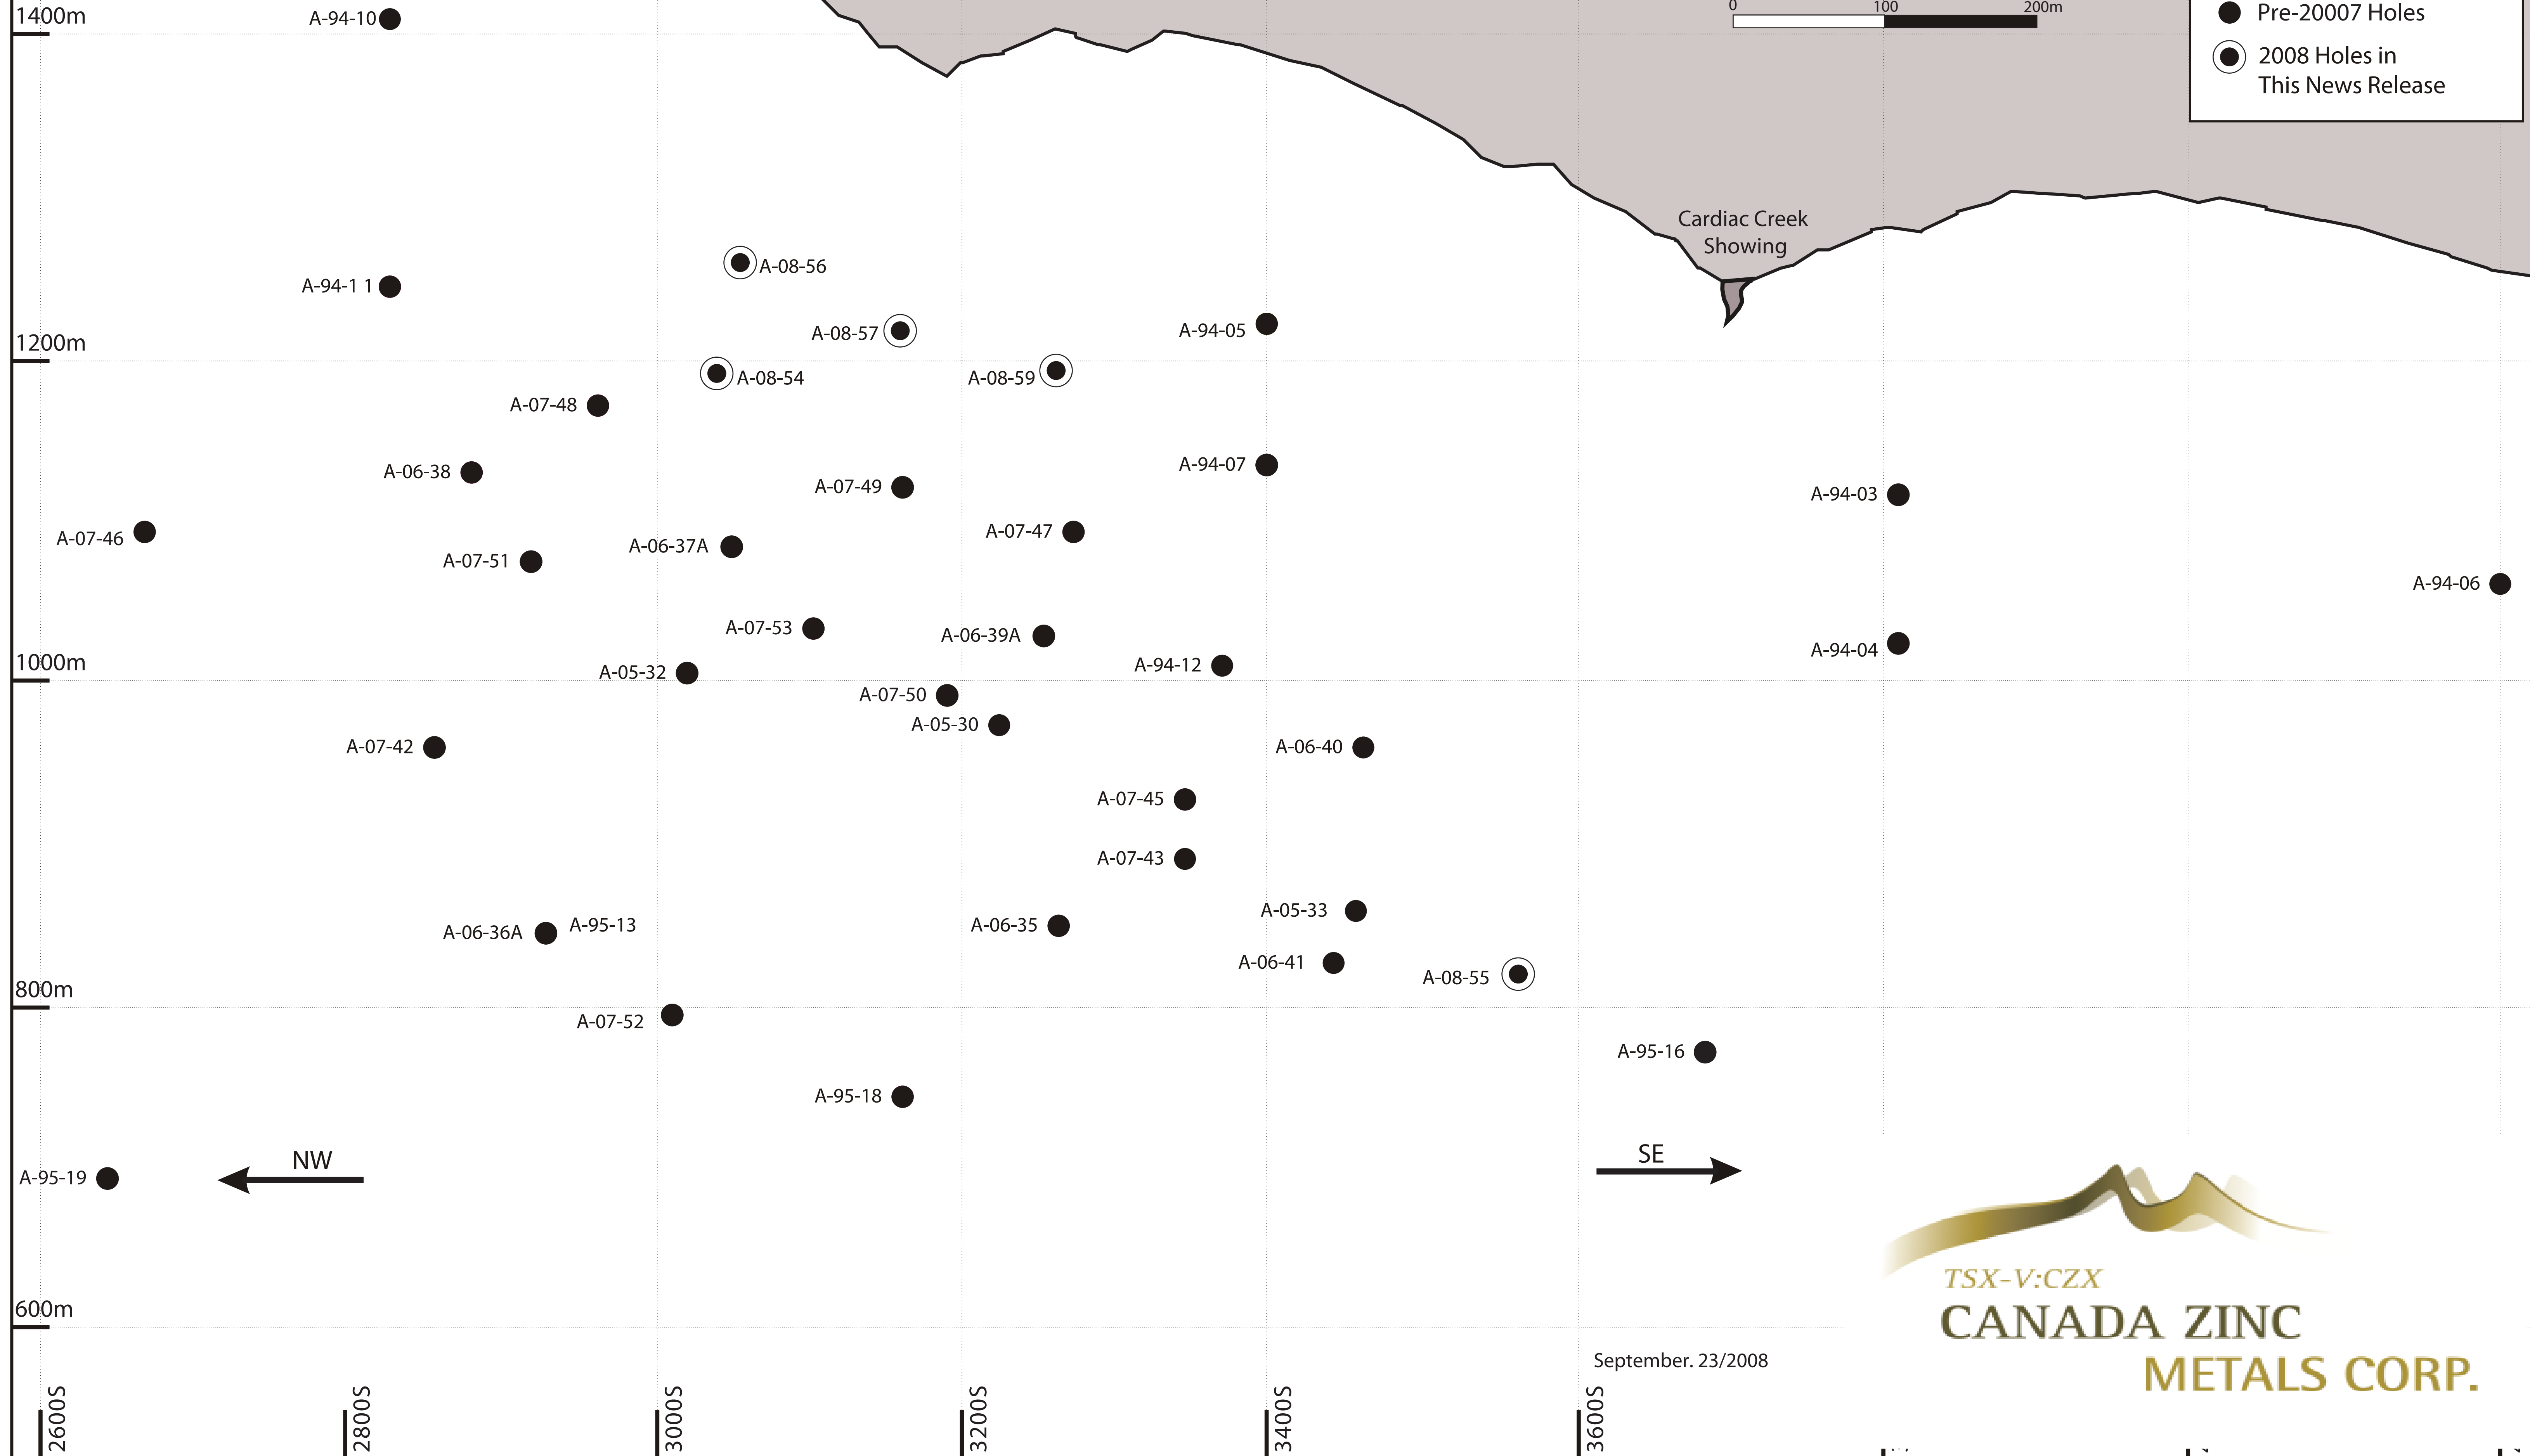 1400m
A-94-10
0 100 200m
Pre-20007 Holes
2008 Holes in
This News Release
Cardiac Creek
Showing
A-08-56
A-94-1 1
A-08-57
A-94-05
1200m
A-08-54
A-08-59
A-07-48
A-94-07
A-06-38
A-07-49
A-94-03
A-07-46
A-07-47
A-06-37A
A-07-51
A-94-06
A-07-53
A-06-39A
A-94-04
1000m
A-94-12
A-05-32
A-07-50
A-05-30
A-07-42
A-06-40
A-07-45
A-07-43
A-05-33
A-06-35
A-95-13
A-06-36A
A-06-41
A-08-55
800m
A-07-52
A-95-16
A-95-18
NW
SE
A-95-19
TSX-V:CZX
600m
CANADA ZINC
METALS CORP.
September. 23/2008
2600S
2800S
3000S
3200S
3400S
3600S